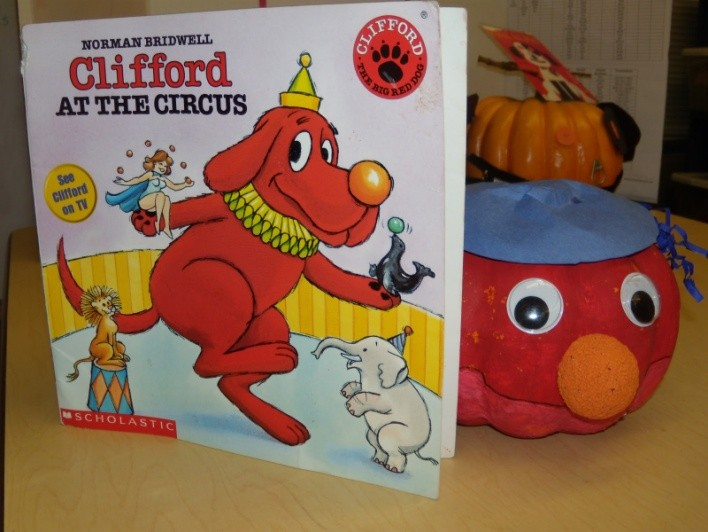 NORMAN BRIDWELL
Clifford
AT THE CIRCUS
CLIFFORD
THE BIG RED DOG
®
See
Clifford
on TV
SCHOLASTIC
A